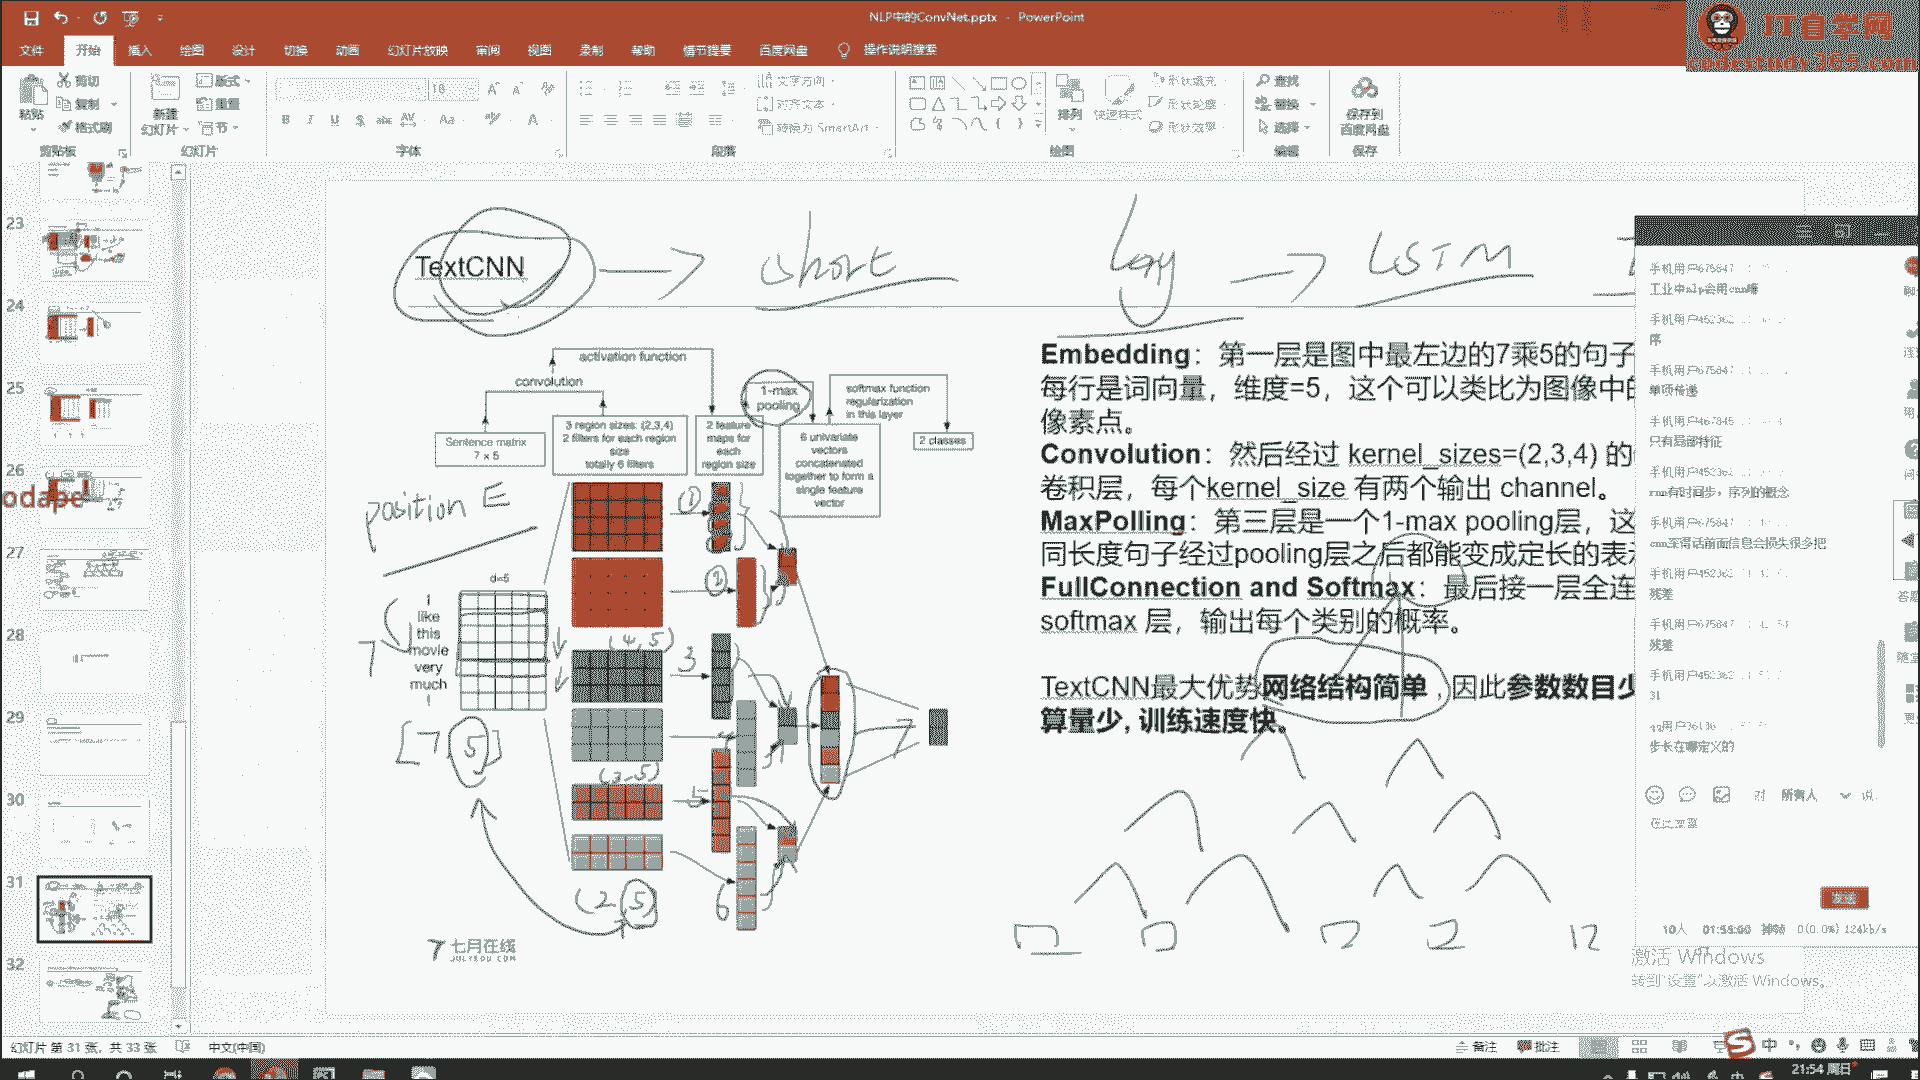 NLP中的ConvNet.pptx - PowerPoint
IT自学网
codestudy365.com
文件 开始 插入 绘图 设计 切换 动画 幻灯片放映 审阅 视图 录制 帮助 情节提要 百度网盘 操作说明搜索
剪切
复制
格式刷
粘贴
剪贴板
新建
幻灯片
版式
重置
节
幻灯片
18
字体
文字方向
对齐文本
转换为 SmartArt
段落
排列
快速样式
形状填充
形状轮廓
形状效果
绘图
查找
替换
选择
编辑
保存到
百度网盘
保存
23
24
25
26
27
28
29
30
31
32
TextCNN
short
LSTM
activation function
convolution
1-max
pooling
softmax function
regularization
in this layer
Sentence matrix
7 x 5
3 region sizes: (2,3,4)
2 filters for each region
size
totally 6 filters
2 feature
maps for
each
region size
6 univariate
vectors
concatenated
together to form a
single feature
vector
2 classes
position E
d=5
I
like
this
movie
very
much
!
7
[7, 5]
(4, 5)
(3-5)
(2-5)
1
2
3
5
6
Embedding：第一层是图中最左边的7乘5的句子
每行是词向量，维度=5，这个可以类比为图像中的
像素点。
Convolution：然后经过 kernel_sizes=(2,3,4) 的
卷积层，每个kernel_size 有两个输出 channel。
MaxPolling：第三层是一个1-max pooling层，这
同长度句子经过pooling层之后都能变成定长的表示
FullConnection and Softmax：最后接一层全连
softmax 层，输出每个类别的概率。
TextCNN最大优势网络结构简单，因此参数数目少
算量少, 训练速度快。
七月在线
JULYEDU.COM
手机用户675847
工业中nlp会用cnn嘛
手机用户452362
序
手机用户675847
单项传递
手机用户467845
只有局部特征
手机用户452362
rnn有时间步，序列的概念
手机用户675847
cnn深得话前面信息会损失很多把
手机用户452362
残差
手机用户675847
残差
手机用户452362
31
步长在哪定义的
对 所有人 说
发送
10人 01:55:00 0(0.0%) 124kb/s
激活 Windows
转到“设置”以激活 Windows。
幻灯片 第 31 张，共 33 张 中文(中国)
备注 批注
中
21:54 周日